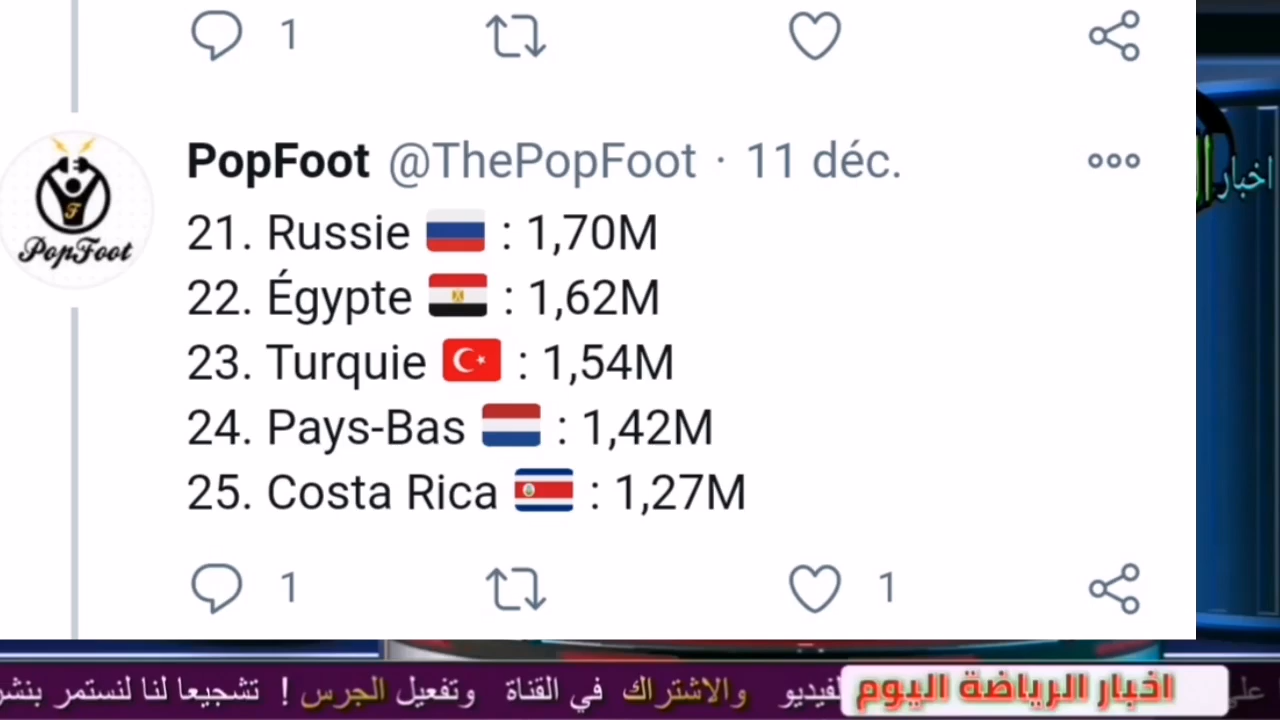 1
PopFoot @ThePopFoot · 11 déc.
PopFoot
21. Russie : 1,70M
22. Égypte : 1,62M
23. Turquie : 1,54M
24. Pays-Bas : 1,42M
25. Costa Rica : 1,27M
1 1
اخبار
والاشتراك في القناة وتفعيل الجرس ! تشجيعا لنا لنستمر
اخبار الرياضة اليوم